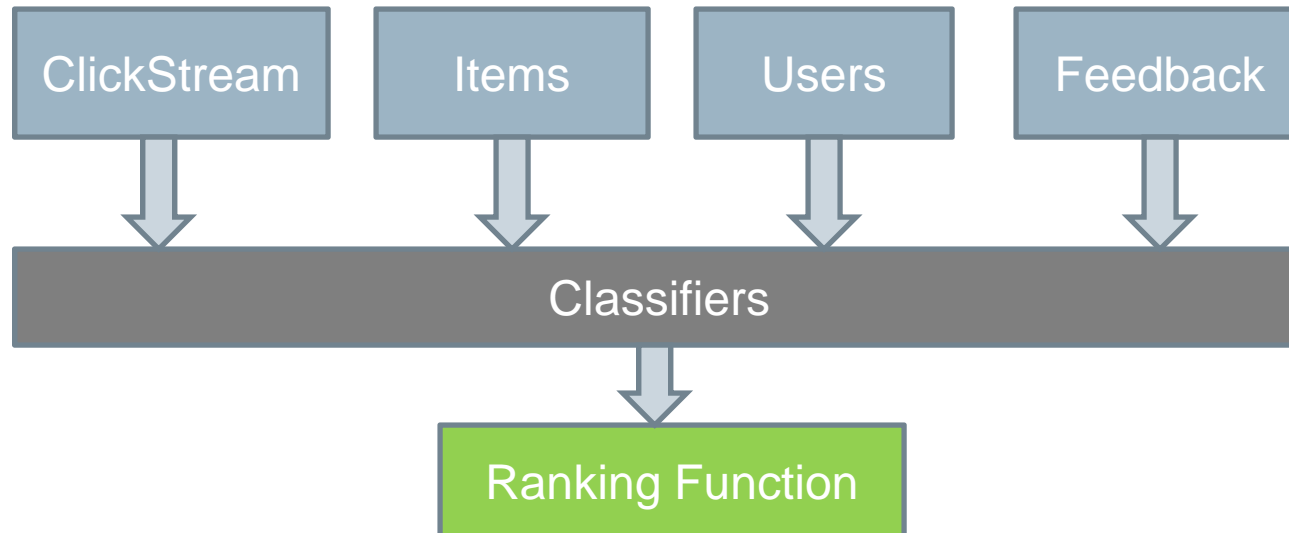 ClickStream
Items
Users
Feedback
Classifiers
Ranking Function